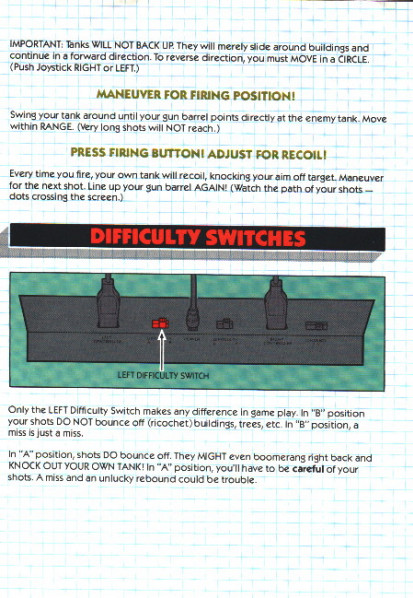 IMPORTANT: Tanks WILL NOT BACK UP. They will merely slide around buildings and
continue in a forward direction. To reverse direction, you must MOVE in a CIRCLE.
(Push Joystick RIGHT or LEFT.)
MANEUVER FOR FIRING POSITION!
Swing your tank around until your gun barrel points directly at the enemy tank. Move
within RANGE. (Very long shots will NOT reach.)
PRESS FIRING BUTTON! ADJUST FOR RECOIL!
Every time you fire, your own tank will recoil, knocking your aim off target. Maneuver
for the next shot. Line up your gun barrel AGAIN! (Watch the path of your shots —
dots crossing the screen.)
DIFFICULTY SWITCHES
LEFT DIFFICULTY SWITCH
Only the LEFT Difficulty Switch makes any difference in game play. In "B" position
your shots DO NOT bounce off (ricochet) buildings, trees, etc. In "B" position, a
miss is just a miss.
In "A" position, shots DO bounce off. They MIGHT even boomerang right back and
KNOCK OUT YOUR OWN TANK! In "A" position, you'll have to be careful of your
shots. A miss and an unlucky rebound could be trouble.